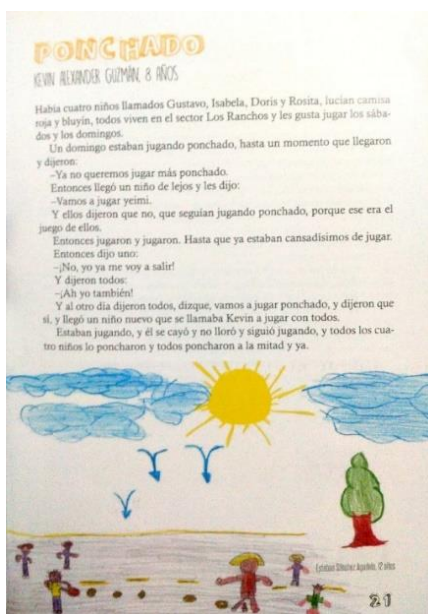 PONCHADO
KEVIN ALEXANDER GUZMÁN, 8 AÑOS
Había cuatro niños llamados Gustavo, Isabela, Doris y Rosita, lucían camisa
roja y bluyín, todos viven en el sector Los Ranchos y les gusta jugar los sába-
dos y los domingos.
Un domingo estaban jugando ponchado, hasta un momento que llegaron
y dijeron:
–Ya no queremos jugar más ponchado.
Entonces llegó un niño de lejos y les dijo:
–Vamos a jugar yeimi.
Y ellos dijeron que no, que seguían jugando ponchado, porque ese era el
juego de ellos.
Entonces jugaron y jugaron. Hasta que ya estaban cansadísimos de jugar.
Entonces dijo uno:
–¡No, yo ya me voy a salir!
Y dijeron todos:
–¡Ah yo también!
Y al otro día dijeron todos, dizque, vamos a jugar ponchado, y dijeron que
sí, y llegó un niño nuevo que se llamaba Kevin a jugar con todos.
Estaban jugando, y él se cayó y no lloró y siguió jugando, y todos los cua-
tro niños lo poncharon y todos poncharon a la mitad y ya.
Esteban Sánchez Agudelo, 12 años
21